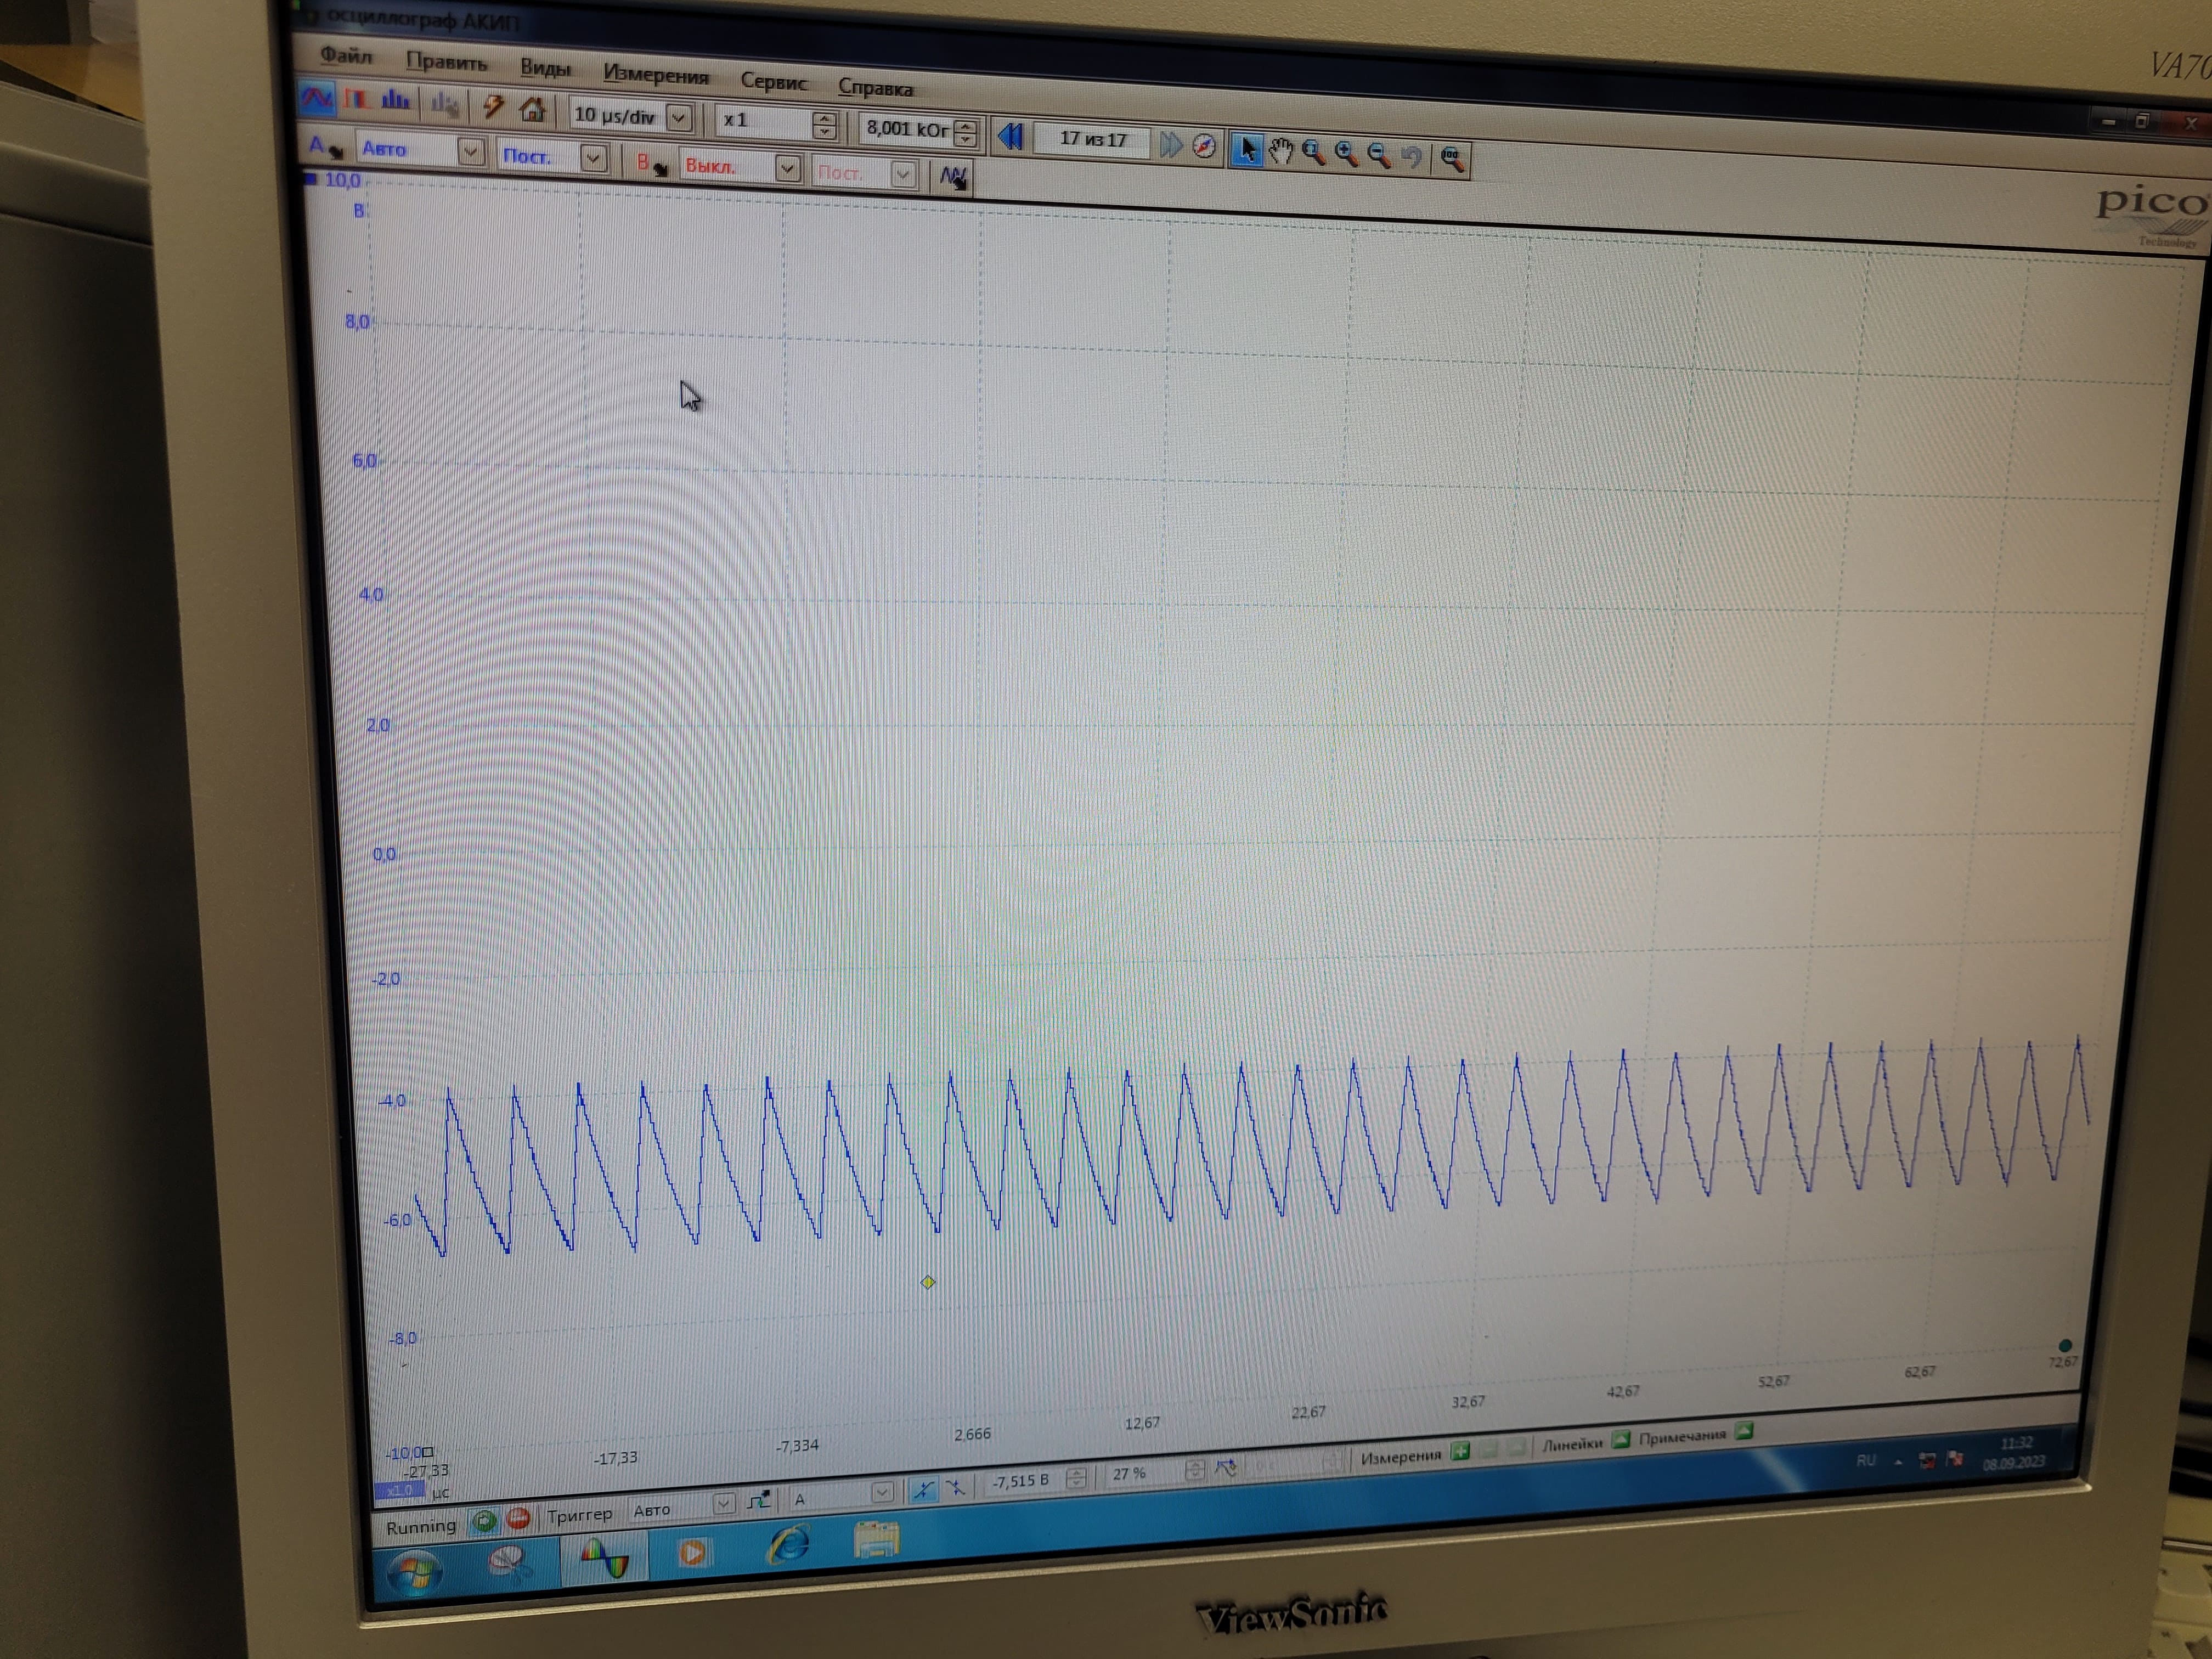 осциллограф АКИП
VA70
Файл Править Виды Измерения Сервис Справка
10 µs/div x 1 8,001 кОг 17 из 17
A Авто Пост. B Выкл. Пост.
pico
Technology
10,0
В
8,0
6,0
4,0
2,0
0,0
-2,0
-4,0
-6,0
-8,0
-10,0
-27,33 -17,33 -7,334 2,666 12,67 22,67 32,67 42,67 52,67 62,67 72,67
x1,0 µс
Running Триггер Авто A -7,515 В 27 % Измерения Линейки Примечания
RU 11:32
08.09.2023
ViewSonic